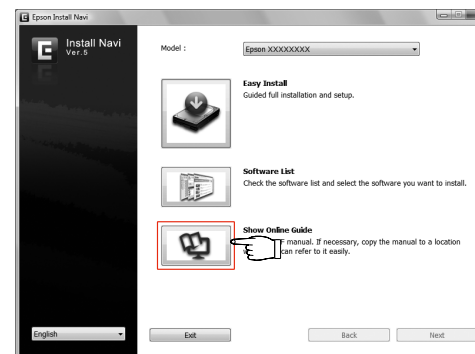 Epson Install Navi
Install Navi
Ver.5
Model :
Epson XXXXXXXX
Easy Install
Guided full installation and setup.
Software List
Check the software list and select the software you want to install.
Show Online Guide
F manual. If necessary, copy the manual to a location
can refer to it easily.
English
Exit
Back
Next